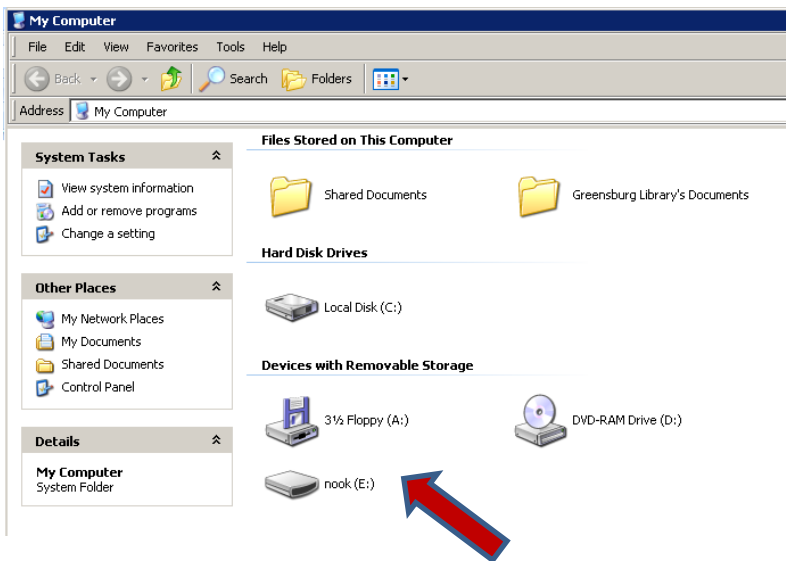 My Computer
File Edit View Favorites Tools Help
Back Search Folders
Address My Computer
System Tasks
View system information
Add or remove programs
Change a setting
Other Places
My Network Places
My Documents
Shared Documents
Control Panel
Details
My Computer
System Folder
Files Stored on This Computer
Shared Documents Greensburg Library's Documents
Hard Disk Drives
Local Disk (C:)
Devices with Removable Storage
3½ Floppy (A:) DVD-RAM Drive (D:)
nook (E:)